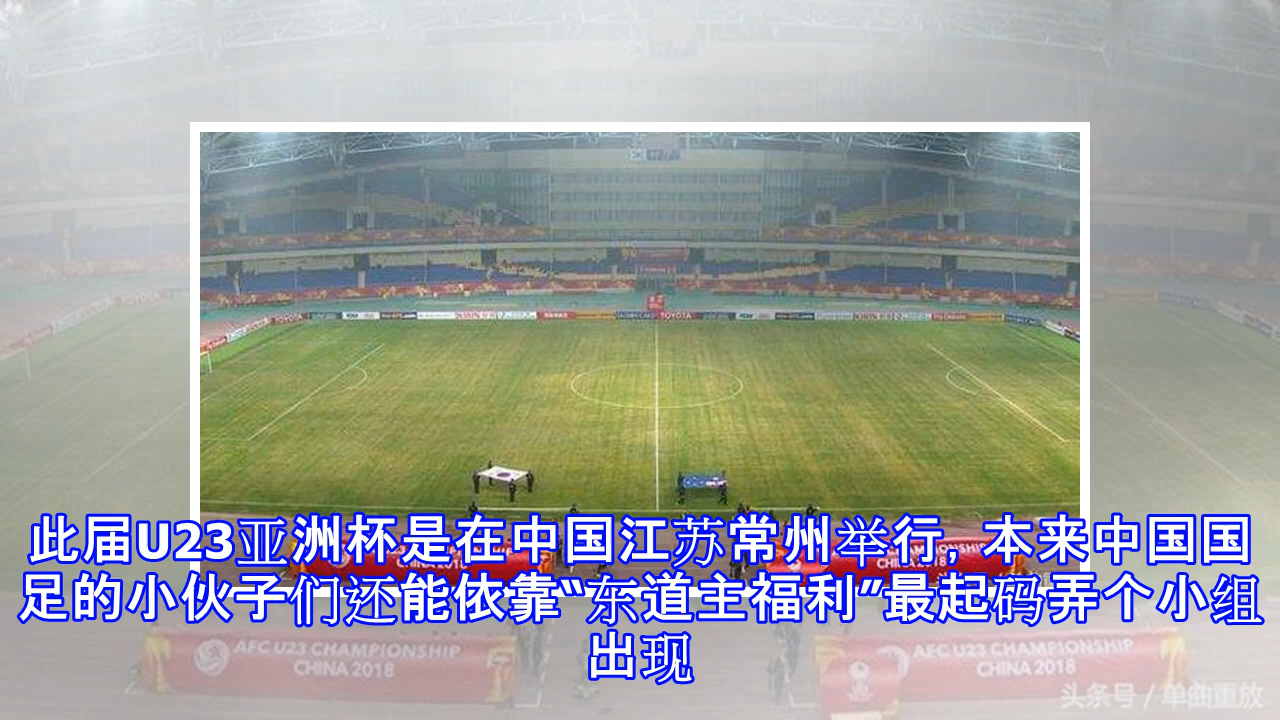 TOYOTA
此届U23亚洲杯是在中国江苏常州举行，本来中国国
足的小伙子们还能依靠“东道主福利”最起码弄个小组
出现
AFC U23 CHAMPIONSHIP
CHINA 2018
AFC U23 CHAMPIONSHIP
CHINA 2018
头条号 / 单曲重放